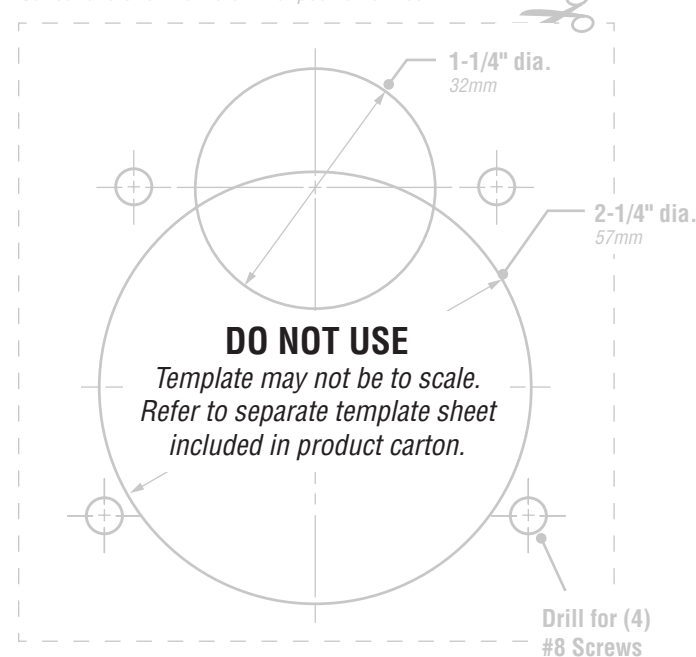 1-1/4" dia.
32mm
2-1/4" dia.
57mm
DO NOT USE
Template may not be to scale.
Refer to separate template sheet
included in product carton.
Drill for (4)
#8 Screws